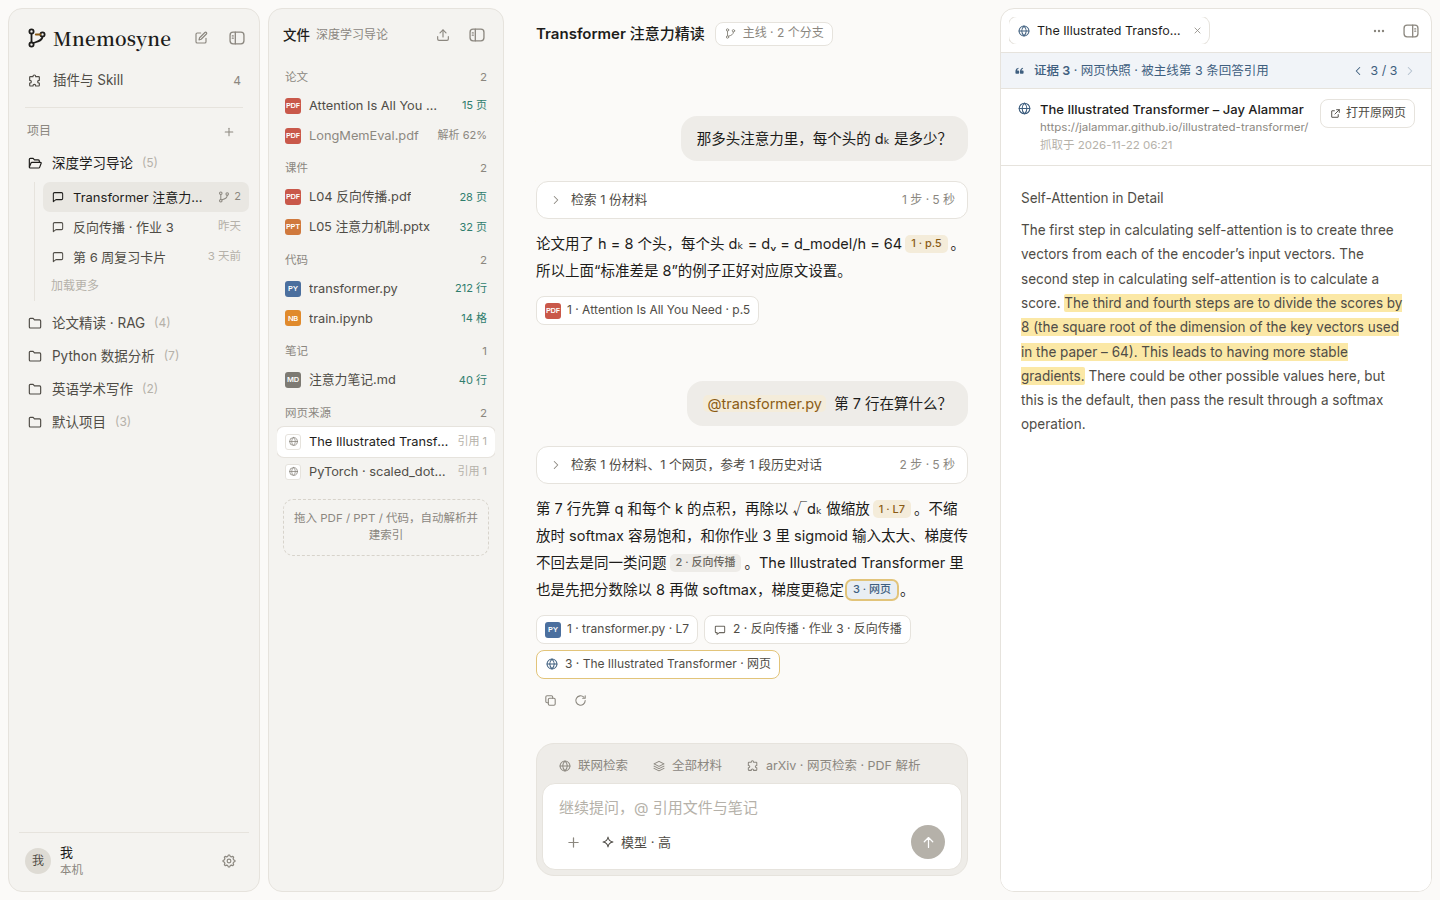 Mnemosyne
插件与 Skill 4
项目
深度学习导论 (5)
Transformer 注意力... 2
反向传播 · 作业 3 昨天
第 6 周复习卡片 3 天前
加载更多
论文精读 · RAG (4)
Python 数据分析 (7)
英语学术写作 (2)
默认项目 (3)
我 我
本机
文件 深度学习导论
论文 2
PDF Attention Is All You ... 15 页
PDF LongMemEval.pdf 解析 62%
课件 2
PDF L04 反向传播.pdf 28 页
PPT L05 注意力机制.pptx 32 页
代码 2
PY transformer.py 212 行
NB train.ipynb 14 格
笔记 1
MD 注意力笔记.md 40 行
网页来源 2
The Illustrated Transf... 引用 1
PyTorch · scaled_dot... 引用 1
拖入 PDF / PPT / 代码，自动解析并
建索引
Transformer 注意力精读 主线 · 2 个分支
那多头注意力里，每个头的 dₖ 是多少？
检索 1 份材料 1 步 · 5 秒
论文用了 h = 8 个头，每个头 dₖ = dᵥ = d_model/h = 64 1 · p.5 。
所以上面“标准差是 8”的例子正好对应原文设置。
PDF 1 · Attention Is All You Need · p.5
@transformer.py 第 7 行在算什么？
检索 1 份材料、1 个网页，参考 1 段历史对话 2 步 · 5 秒
第 7 行先算 q 和每个 k 的点积，再除以 √dₖ 做缩放 1 · L7 。不缩
放时 softmax 容易饱和，和你作业 3 里 sigmoid 输入太大、梯度传
不回去是同一类问题 2 · 反向传播 。The Illustrated Transformer 里
也是先把分数除以 8 再做 softmax，梯度更稳定 3 · 网页 。
PY 1 · transformer.py · L7 2 · 反向传播 · 作业 3 · 反向传播
3 · The Illustrated Transformer · 网页
联网检索 全部材料 arXiv · 网页检索 · PDF 解析
继续提问，@ 引用文件与笔记
模型 · 高
The Illustrated Transfo...
证据 3 · 网页快照 · 被主线第 3 条回答引用 3 / 3
The Illustrated Transformer – Jay Alammar
https://jalammar.github.io/illustrated-transformer/
抓取于 2026-11-22 06:21
打开原网页
Self-Attention in Detail
The first step in calculating self-attention is to create three
vectors from each of the encoder’s input vectors. The
second step in calculating self-attention is to calculate a
score. The third and fourth steps are to divide the scores by
8 (the square root of the dimension of the key vectors used
in the paper – 64). This leads to having more stable
gradients. There could be other possible values here, but
this is the default, then pass the result through a softmax
operation.